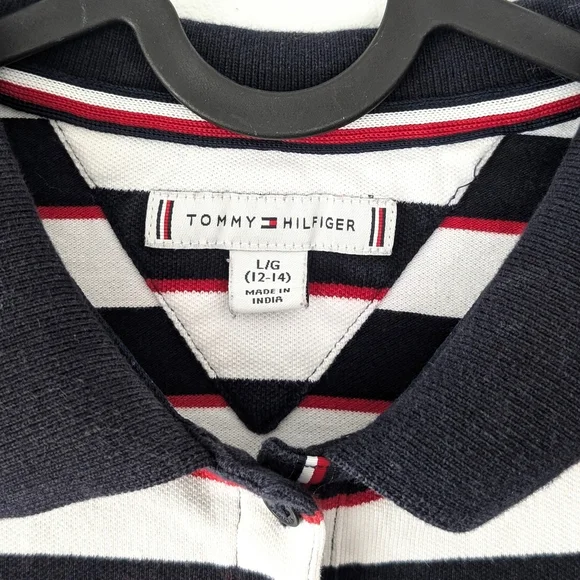 TOMMY HILFIGER
L/G
(12-14)
MADE IN
INDIA